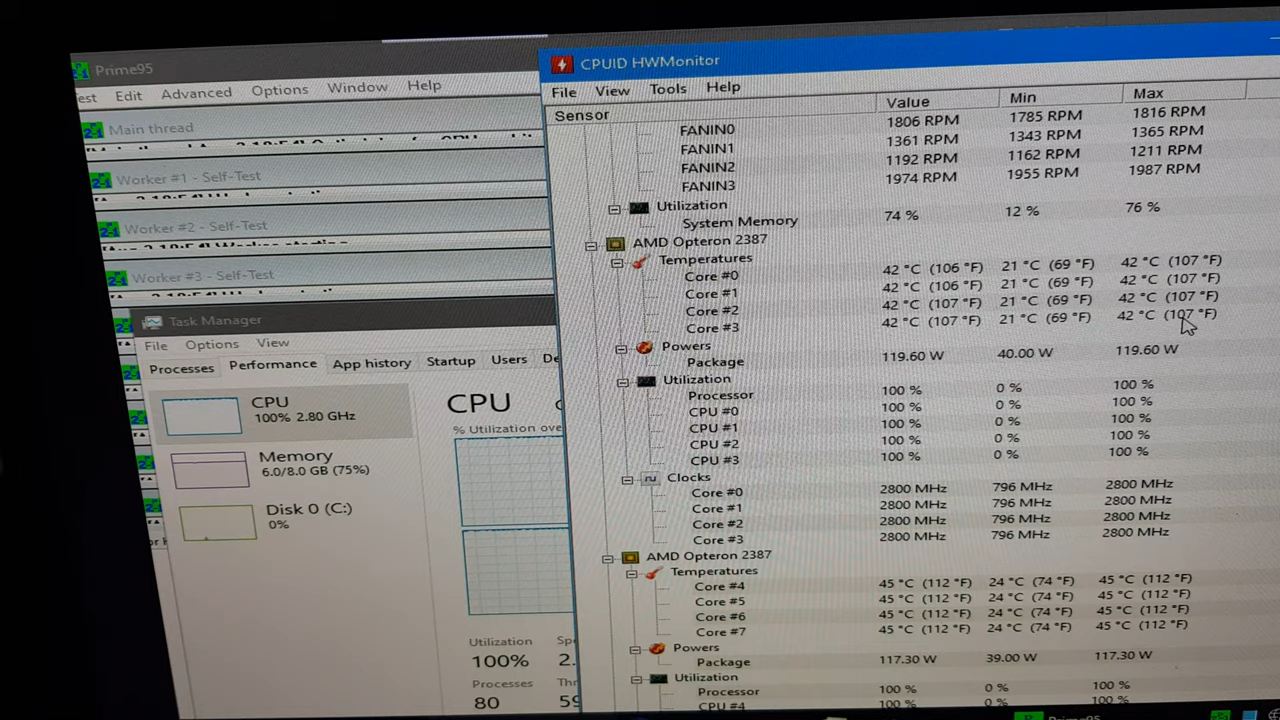 Prime95
est Edit Advanced Options Window Help
Main thread
Worker #1 - Self-Test
Worker #2 - Self-Test
Worker #3 - Self-Test
Task Manager
File Options View
Processes Performance App history Startup Users De
CPU
100% 2.80 GHz
Memory
6.0/8.0 GB (75%)
Disk 0 (C:)
0%
CPU
% Utilization ove
Utilization Sp
100% 2.
Processes Thr
80 59
CPUID HWMonitor
File View Tools Help
Sensor Value Min Max
FANIN0 1806 RPM 1785 RPM 1816 RPM
FANIN1 1361 RPM 1343 RPM 1365 RPM
FANIN2 1192 RPM 1162 RPM 1211 RPM
FANIN3 1974 RPM 1955 RPM 1987 RPM
Utilization
System Memory 74 % 12 % 76 %
AMD Opteron 2387
Temperatures
Core #0 42 °C (106 °F) 21 °C (69 °F) 42 °C (107 °F)
Core #1 42 °C (106 °F) 21 °C (69 °F) 42 °C (107 °F)
Core #2 42 °C (107 °F) 21 °C (69 °F) 42 °C (107 °F)
Core #3 42 °C (107 °F) 21 °C (69 °F) 42 °C (107 °F)
Powers
Package 119.60 W 40.00 W 119.60 W
Utilization
Processor 100 % 0 % 100 %
CPU #0 100 % 0 % 100 %
CPU #1 100 % 0 % 100 %
CPU #2 100 % 0 % 100 %
CPU #3 100 % 0 % 100 %
Clocks
Core #0 2800 MHz 796 MHz 2800 MHz
Core #1 2800 MHz 796 MHz 2800 MHz
Core #2 2800 MHz 796 MHz 2800 MHz
Core #3 2800 MHz 796 MHz 2800 MHz
AMD Opteron 2387
Temperatures
Core #4 45 °C (112 °F) 24 °C (74 °F) 45 °C (112 °F)
Core #5 45 °C (112 °F) 24 °C (74 °F) 45 °C (112 °F)
Core #6 45 °C (112 °F) 24 °C (74 °F) 45 °C (112 °F)
Core #7 45 °C (112 °F) 24 °C (74 °F) 45 °C (112 °F)
Powers
Package 117.30 W 39.00 W 117.30 W
Utilization
Processor 100 % 0 % 100 %
CPU #4 100 % 0 % 100 %
Prime95